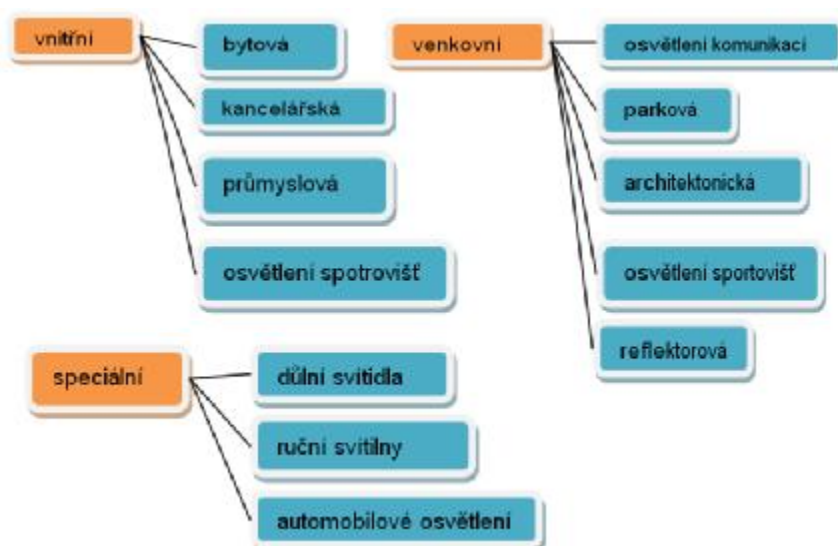 vnitřní
bytová
kancelářská
průmyslová
osvětlení spotrovišť
venkovní
osvětlení komunikací
parková
architektonická
osvětlení sportovišť
reflektorová
speciální
důlní svítidla
ruční svítilny
automobilové osvětlení